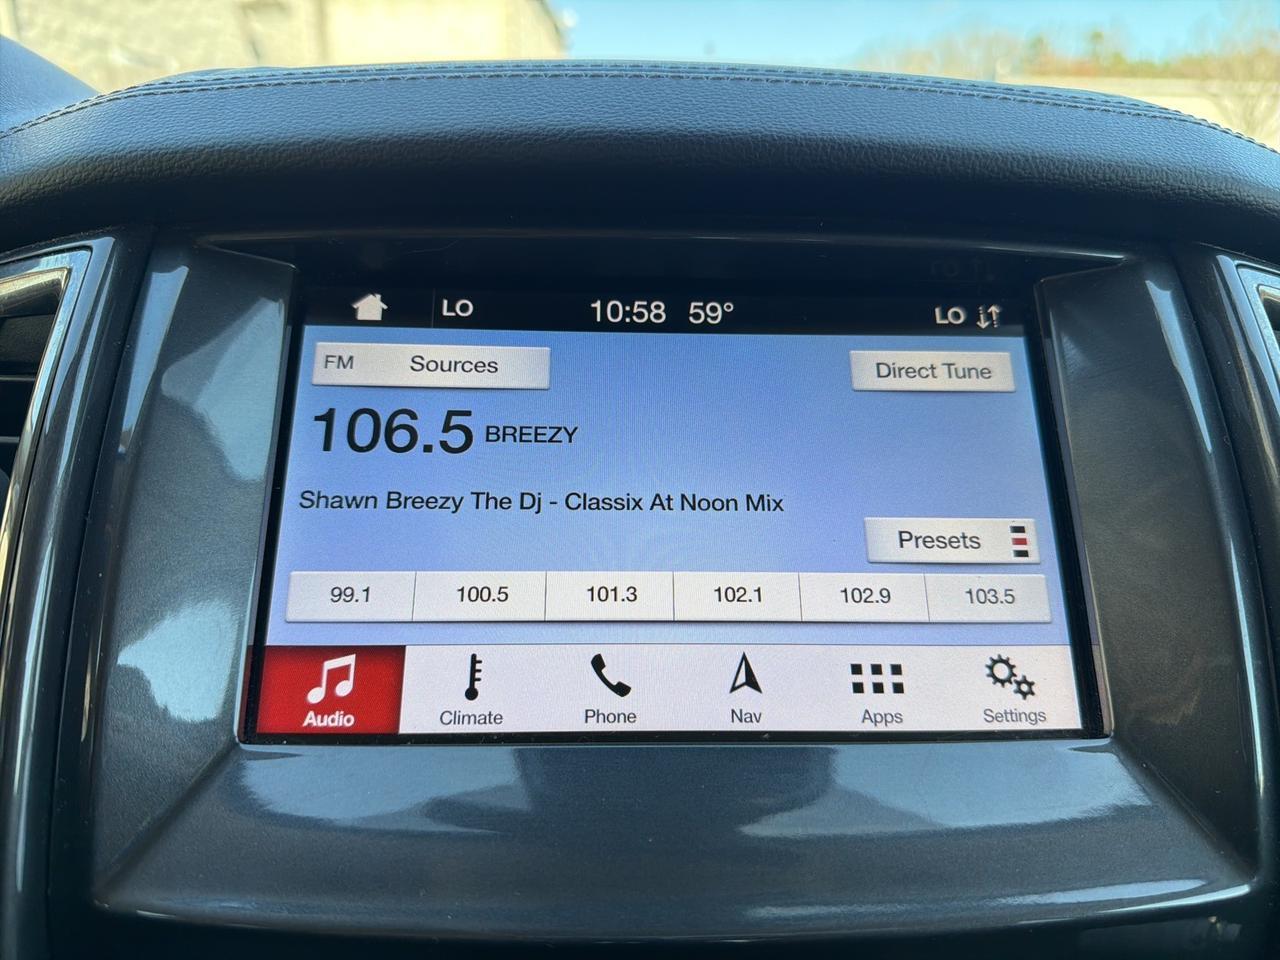 LO 10:58 59° LO
FM Sources Direct Tune
106.5 BREEZY
Shawn Breezy The Dj - Classix At Noon Mix
Presets
99.1 100.5 101.3 102.1 102.9 103.5
Audio Climate Phone Nav Apps Settings